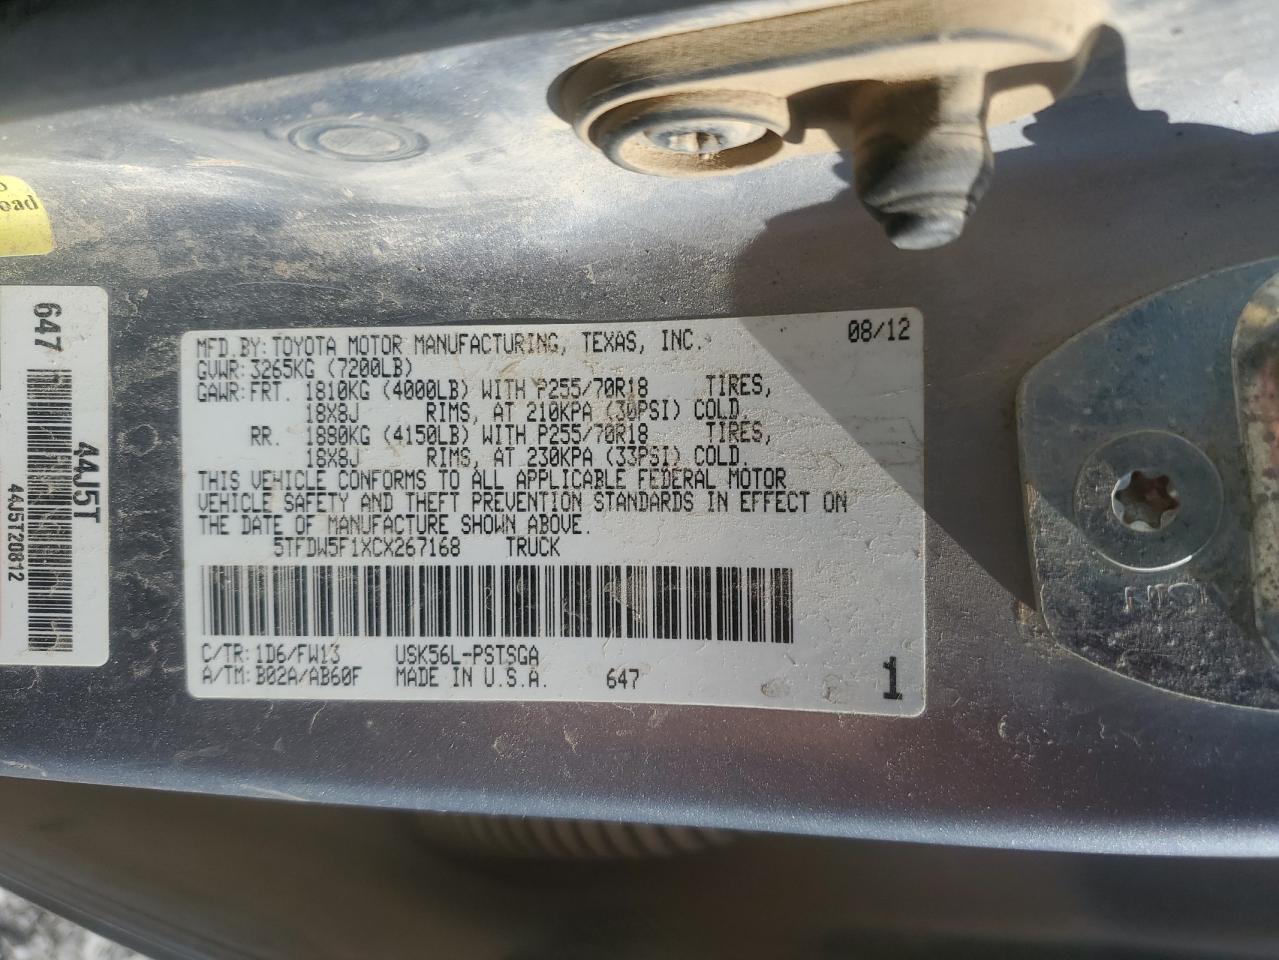 oad
647
44J5T
44J5T20812
MFD.BY: TOYOTA MOTOR MANUFACTURING, TEXAS, INC. 08/12
GVWR: 3265KG (7200LB)
GAWR: FRT. 1810KG (4000LB) WITH P255/70R18 TIRES,
18X8J RIMS, AT 210KPA (30PSI) COLD.
RR. 1880KG (4150LB) WITH P255/70R18 TIRES,
18X8J RIMS, AT 230KPA (33PSI) COLD.
THIS VEHICLE CONFORMS TO ALL APPLICABLE FEDERAL MOTOR
VEHICLE SAFETY AND THEFT PREVENTION STANDARDS IN EFFECT ON
THE DATE OF MANUFACTURE SHOWN ABOVE.
5TFDW5F1XCX267168 TRUCK
C/TR: 1D6/FW13 USK56L-PSTSGA
A/TM: B02A/AB60F MADE IN U.S.A. 647 1